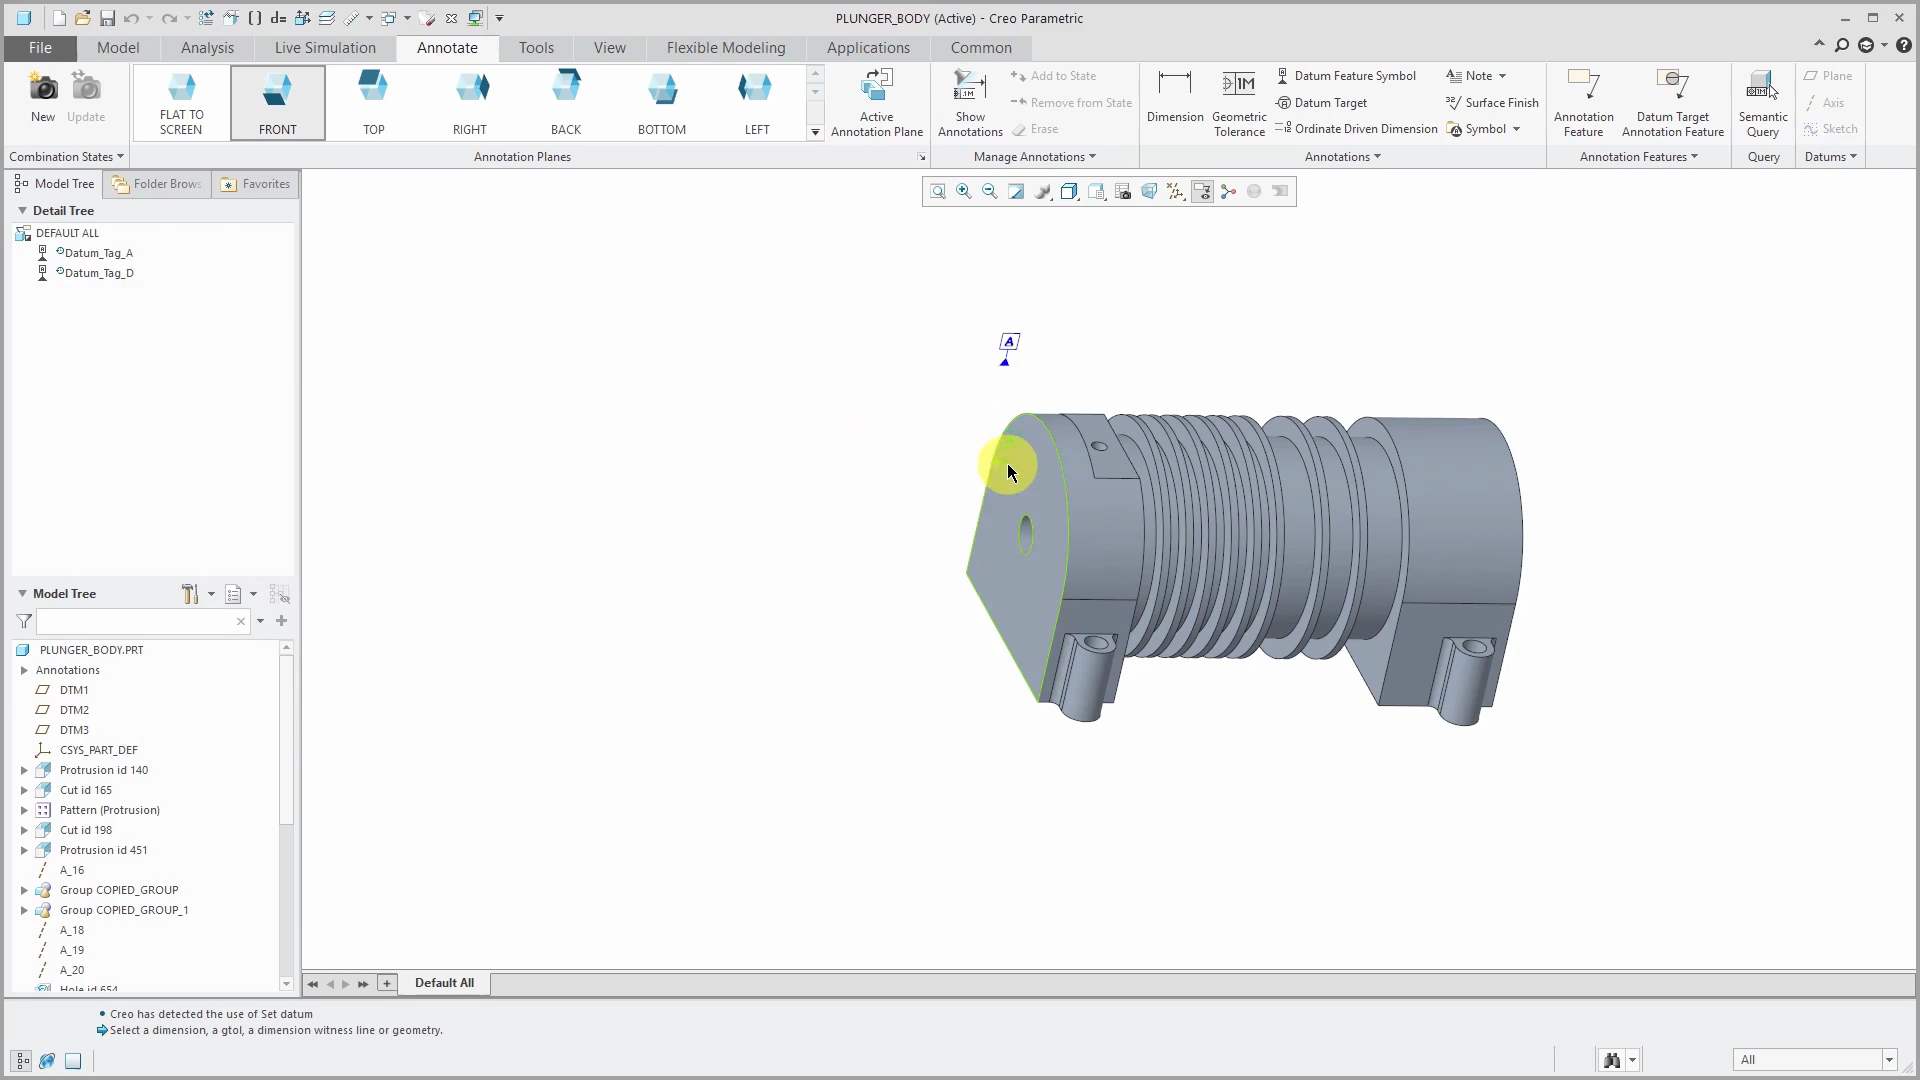 PLUNGER_BODY (Active) - Creo Parametric
File Model Analysis Live Simulation Annotate Tools View Flexible Modeling Applications Common
New
Update
Combination States
FLAT TO SCREEN
FRONT
TOP
RIGHT
BACK
BOTTOM
LEFT
Active Annotation Plane
Annotation Planes
Show Annotations
Add to State
Remove from State
Erase
Manage Annotations
Dimension
Geometric Tolerance
Datum Feature Symbol
Datum Target
Ordinate Driven Dimension
Note
Surface Finish
Symbol
Annotations
Annotation Feature
Datum Target Annotation Feature
Annotation Features
Semantic Query
Query
Plane
Axis
Sketch
Datums
Model Tree
Folder Brows
Favorites
Detail Tree
DEFAULT ALL
Datum_Tag_A
Datum_Tag_D
A
Model Tree
PLUNGER_BODY.PRT
Annotations
DTM1
DTM2
DTM3
CSYS_PART_DEF
Protrusion id 140
Cut id 165
Pattern (Protrusion)
Cut id 198
Protrusion id 451
A_16
Group COPIED_GROUP
Group COPIED_GROUP_1
A_18
A_19
A_20
Hole id 654
Default All
Creo has detected the use of Set datum
Select a dimension, a gtol, a dimension witness line or geometry.
All